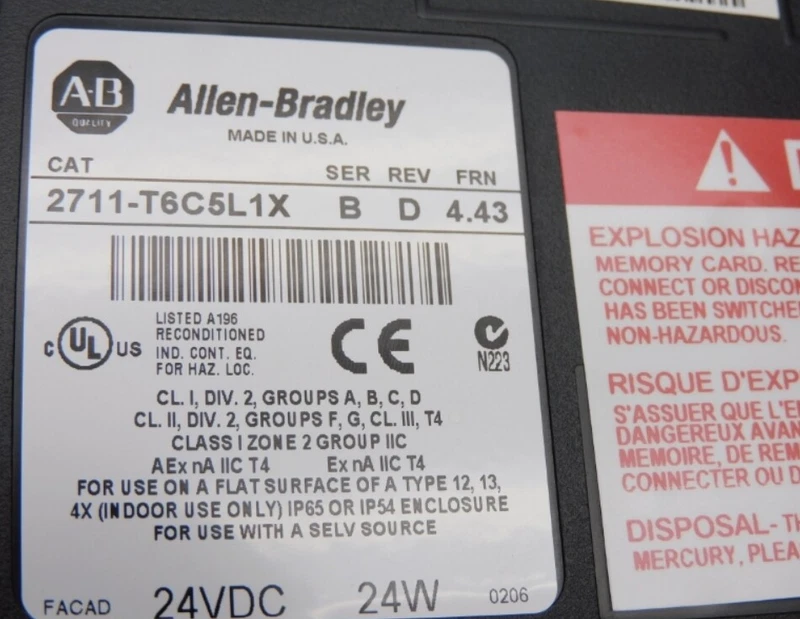 A-B
QUALITY
Allen-Bradley
MADE IN U.S.A.
CAT SER REV FRN
2711-T6C5L1X B D 4.43
c UL US
LISTED A196
RECONDITIONED
IND. CONT. EQ.
FOR HAZ. LOC.
CE
N223
CL. I, DIV. 2, GROUPS A, B, C, D
CL. II, DIV. 2, GROUPS F, G, CL. III, T4
CLASS I ZONE 2 GROUP IIC
AEx nA IIC T4 Ex nA IIC T4
FOR USE ON A FLAT SURFACE OF A TYPE 12, 13,
4X (INDOOR USE ONLY) IP65 OR IP54 ENCLOSURE
FOR USE WITH A SELV SOURCE
FACAD 24VDC 24W 0206
EXPLOSION HAZ
MEMORY CARD. RE
CONNECT OR DISCON
HAS BEEN SWITCHE
NON-HAZARDOUS.
RISQUE D'EXP
S'ASSUER QUE L'E
DANGEREUX AVAN
MEMOIRE, DE REM
CONNECTER OU D
DISPOSAL- TH
MERCURY, PLEA